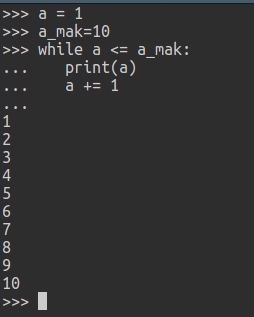 >>> a = 1
>>> a_mak=10
>>> while a <= a_mak:
...    print(a)
...    a += 1
...
1
2
3
4
5
6
7
8
9
10
>>>